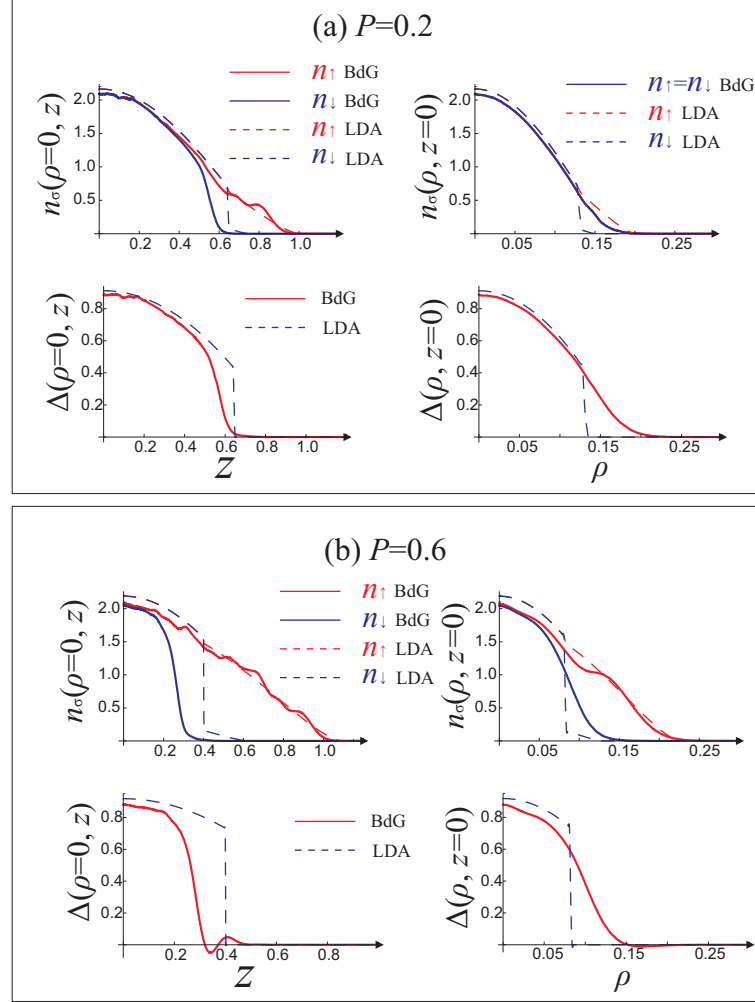 (a) P=0.2
n↑ BdG
n↓ BdG
n↑ LDA
n↓ LDA
nσ(ρ=0, z)
2.0
1.5
1.0
0.5
0.2 0.4 0.6 0.8 1.0
n↑=n↓ BdG
n↑ LDA
n↓ LDA
nσ(ρ, z=0)
2.0
1.5
1.0
0.5
0.05 0.15 0.25
BdG
LDA
Δ(ρ=0, z)
0.8
0.6
0.4
0.2
0.2 0.4 0.6 0.8 1.0
z
Δ(ρ, z=0)
0.8
0.6
0.4
0.2
0.05 0.15 0.25
ρ
(b) P=0.6
n↑ BdG
n↓ BdG
n↑ LDA
n↓ LDA
nσ(ρ=0, z)
2.0
1.5
1.0
0.5
0.2 0.4 0.6 0.8 1.0
nσ(ρ, z=0)
2.0
1.5
1.0
0.5
0.05 0.15 0.25
BdG
LDA
Δ(ρ=0, z)
0.8
0.6
0.4
0.2
0.2 0.4 0.6 0.8
z
Δ(ρ, z=0)
0.8
0.6
0.4
0.2
0.05 0.15 0.25
ρ